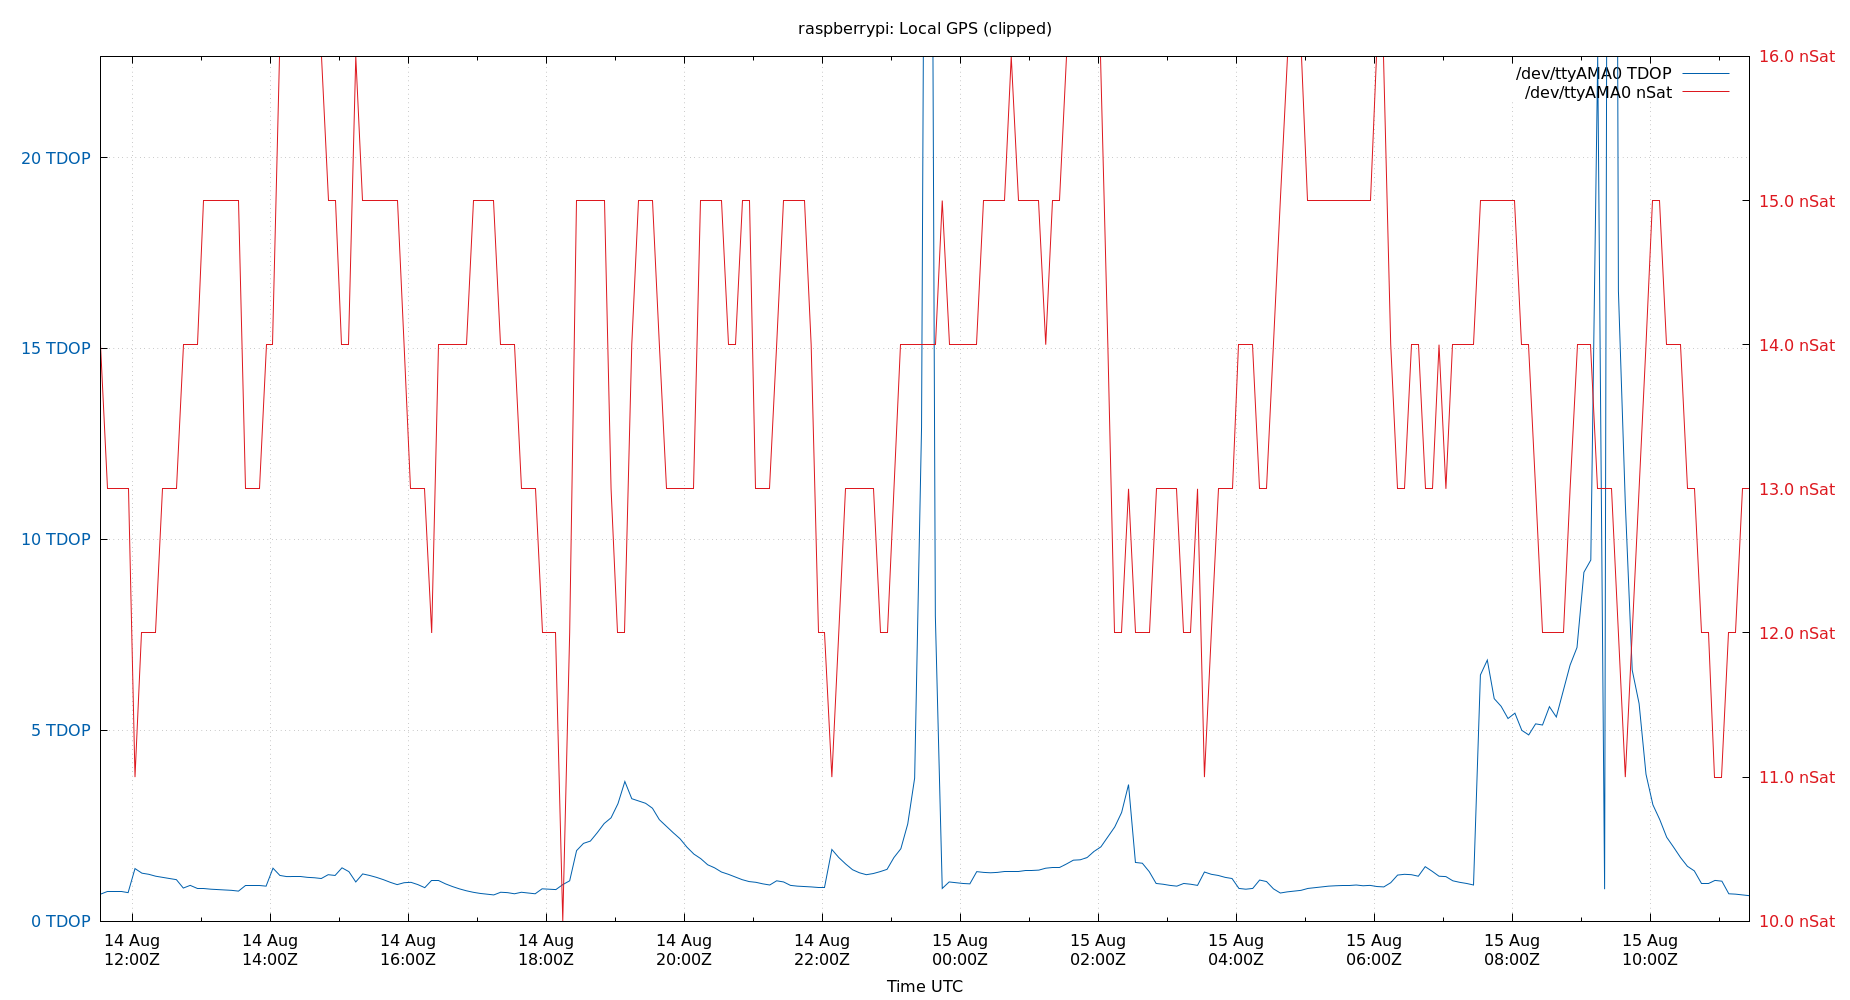 raspberrypi: Local GPS (clipped)
16.0 nSat
/dev/ttyAMA0 TDOP
/dev/ttyAMA0 nSat
20 TDOP
15.0 nSat
15 TDOP
14.0 nSat
13.0 nSat
10 TDOP
12.0 nSat
5 TDOP
11.0 nSat
0 TDOP
10.0 nSat
14 Aug 14 Aug 14 Aug 14 Aug 14 Aug 14 Aug 15 Aug 15 Aug 15 Aug 15 Aug 15 Aug 15 Aug
12:00Z 14:00Z 16:00Z 18:00Z 20:00Z 22:00Z 00:00Z 02:00Z 04:00Z 06:00Z 08:00Z 10:00Z
Time UTC